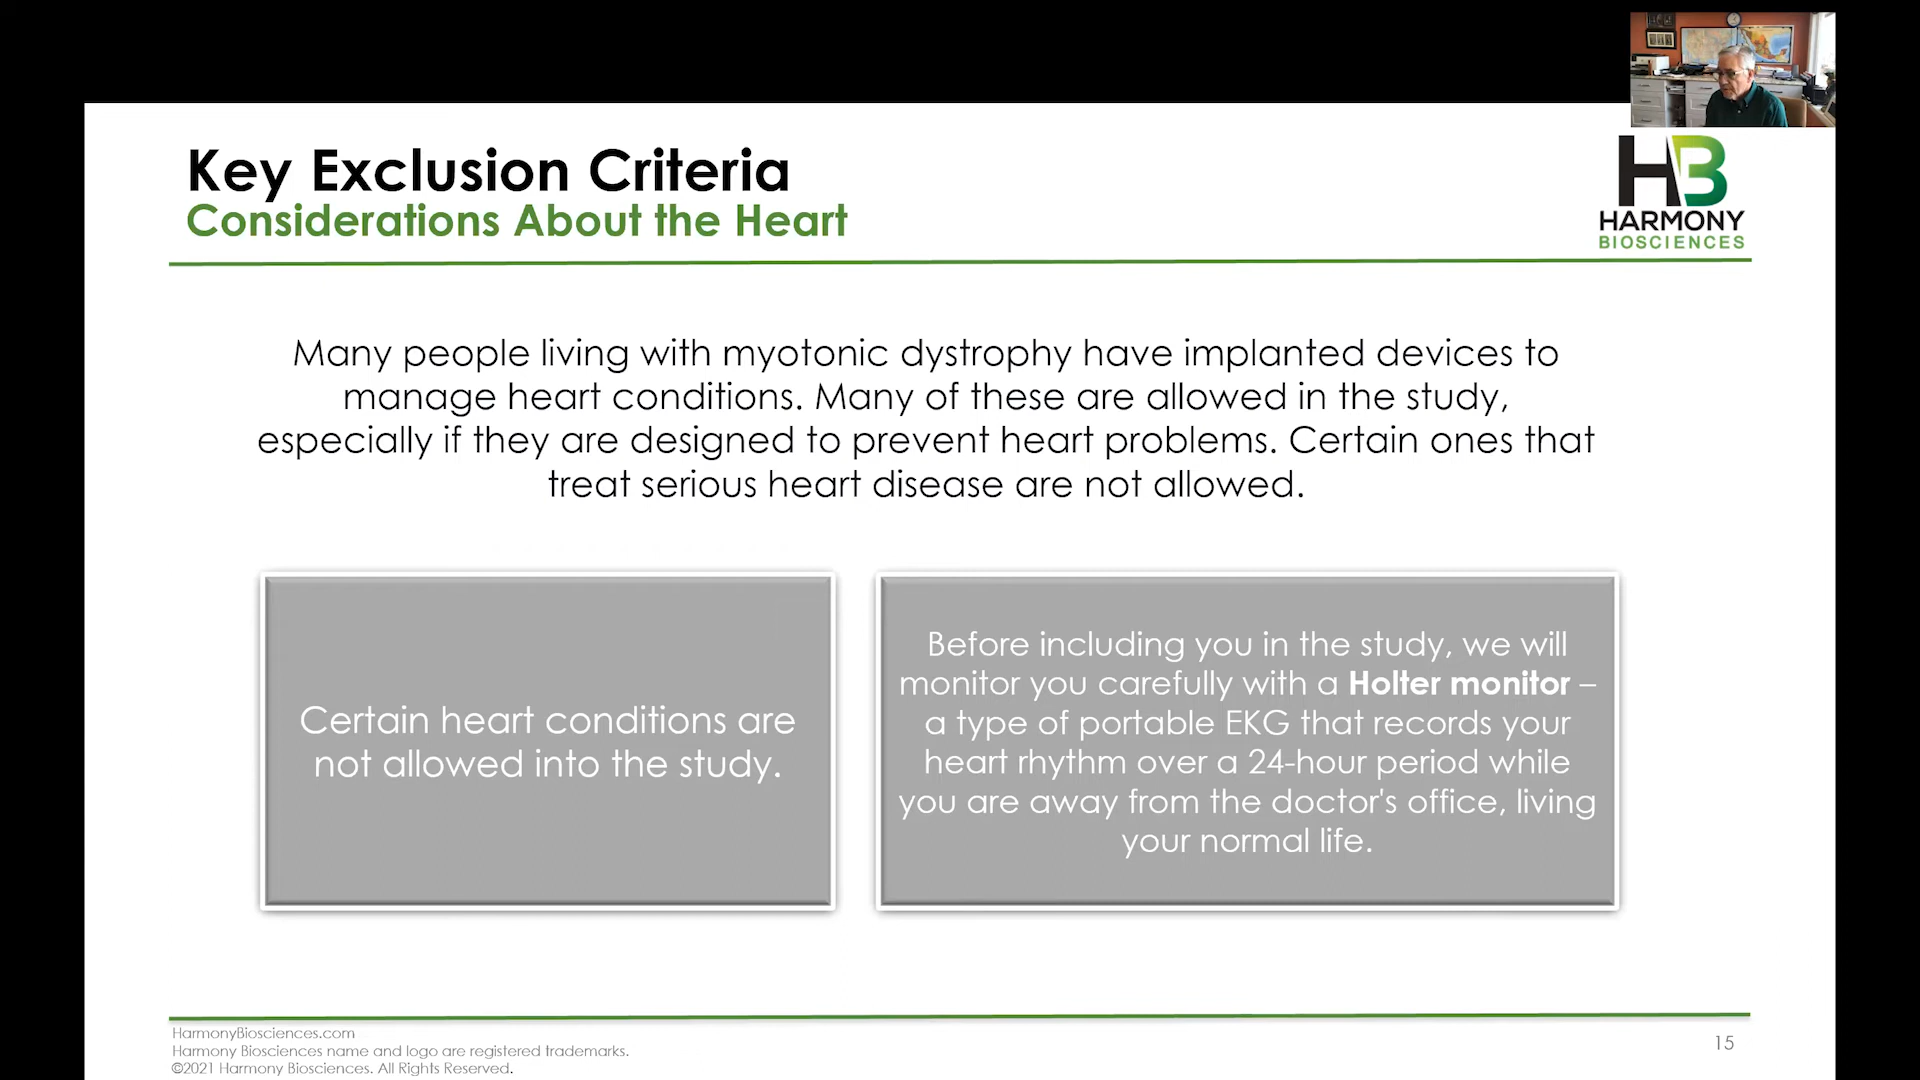 Key Exclusion Criteria
Considerations About the Heart
HB
HARMONY
BIOSCIENCES
Many people living with myotonic dystrophy have implanted devices to
manage heart conditions. Many of these are allowed in the study,
especially if they are designed to prevent heart problems. Certain ones that
treat serious heart disease are not allowed.
Certain heart conditions are
not allowed into the study.
Before including you in the study, we will
monitor you carefully with a Holter monitor –
a type of portable EKG that records your
heart rhythm over a 24-hour period while
you are away from the doctor's office, living
your normal life.
HarmonyBiosciences.com
Harmony Biosciences name and logo are registered trademarks.
©2021 Harmony Biosciences. All Rights Reserved.
15